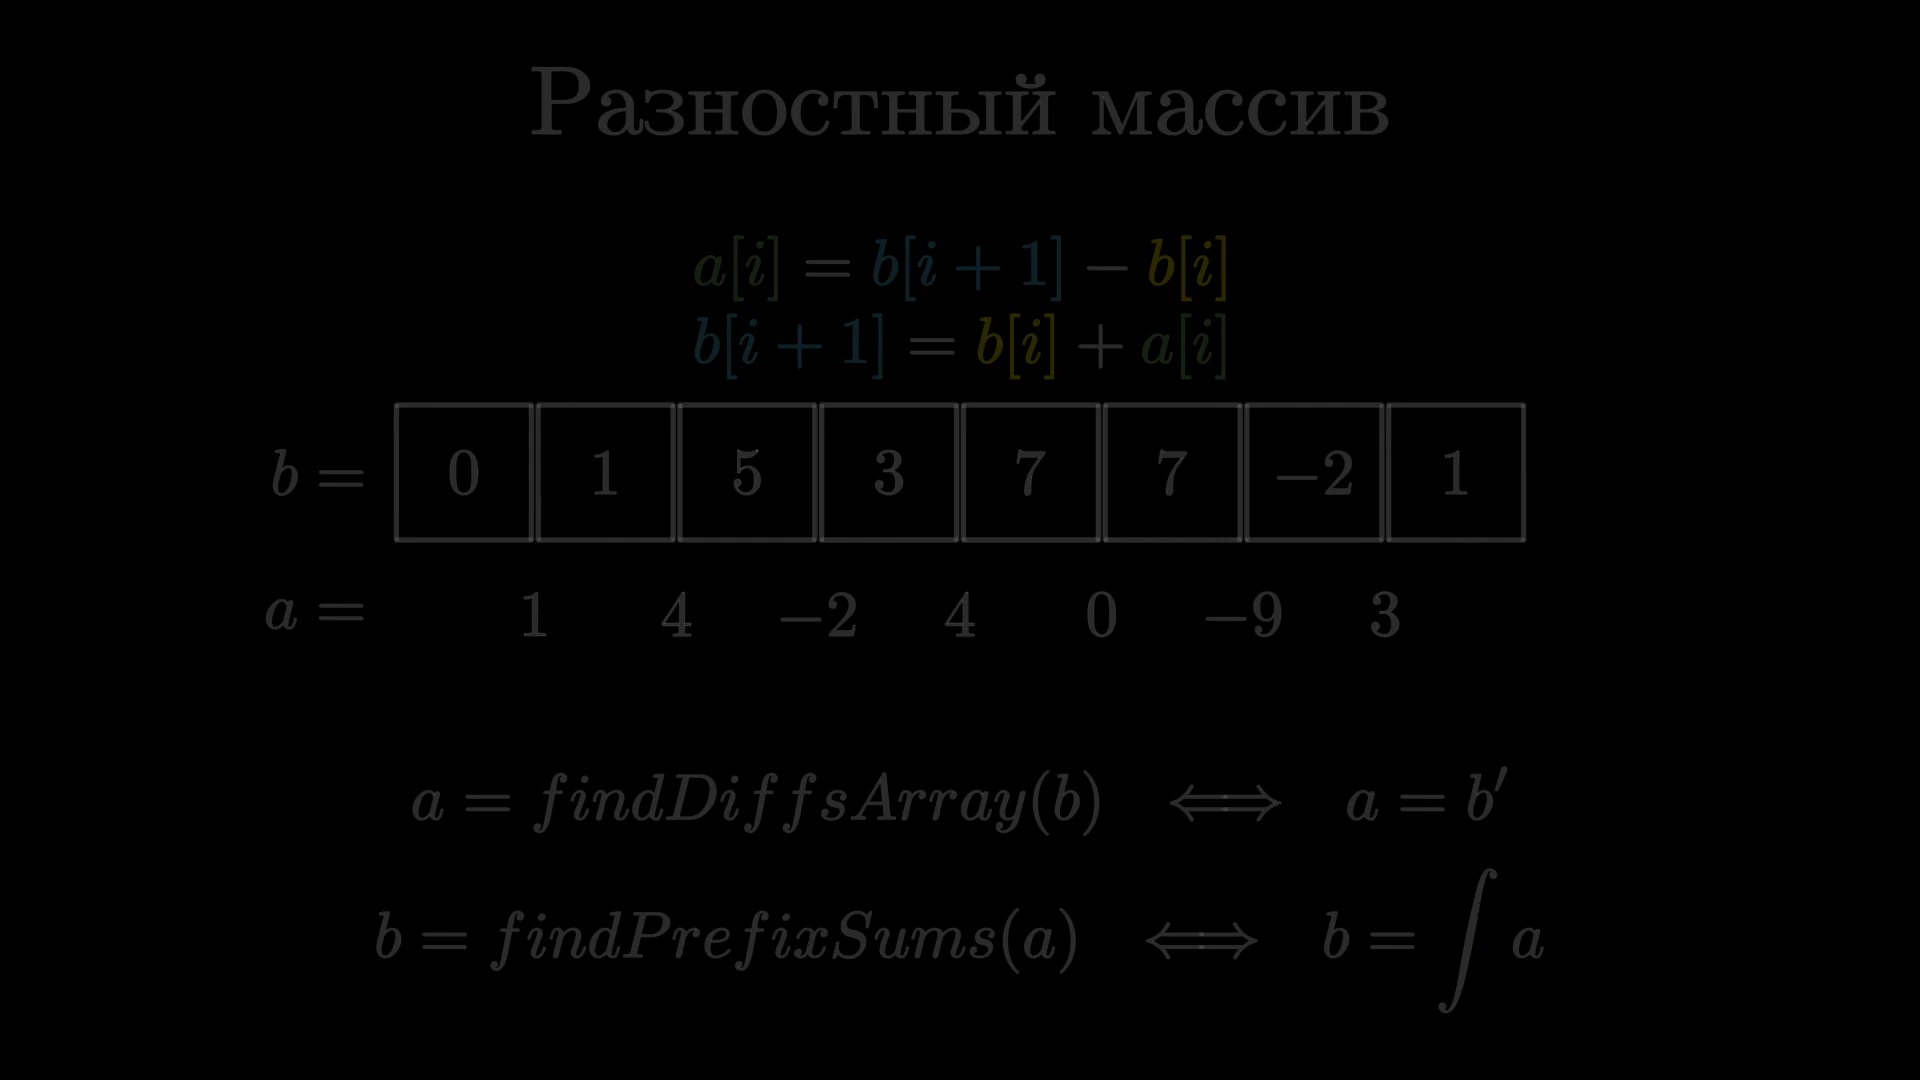 Разностный массив
a[i] = b[i + 1] − b[i]
b[i + 1] = b[i] + a[i]
b = 0 1 5 3 7 7 −2 1
a = 1 4 −2 4 0 −9 3
a = findDiffsArray(b) ⟺ a = b′
b = findPrefixSums(a) ⟺ b = ∫ a